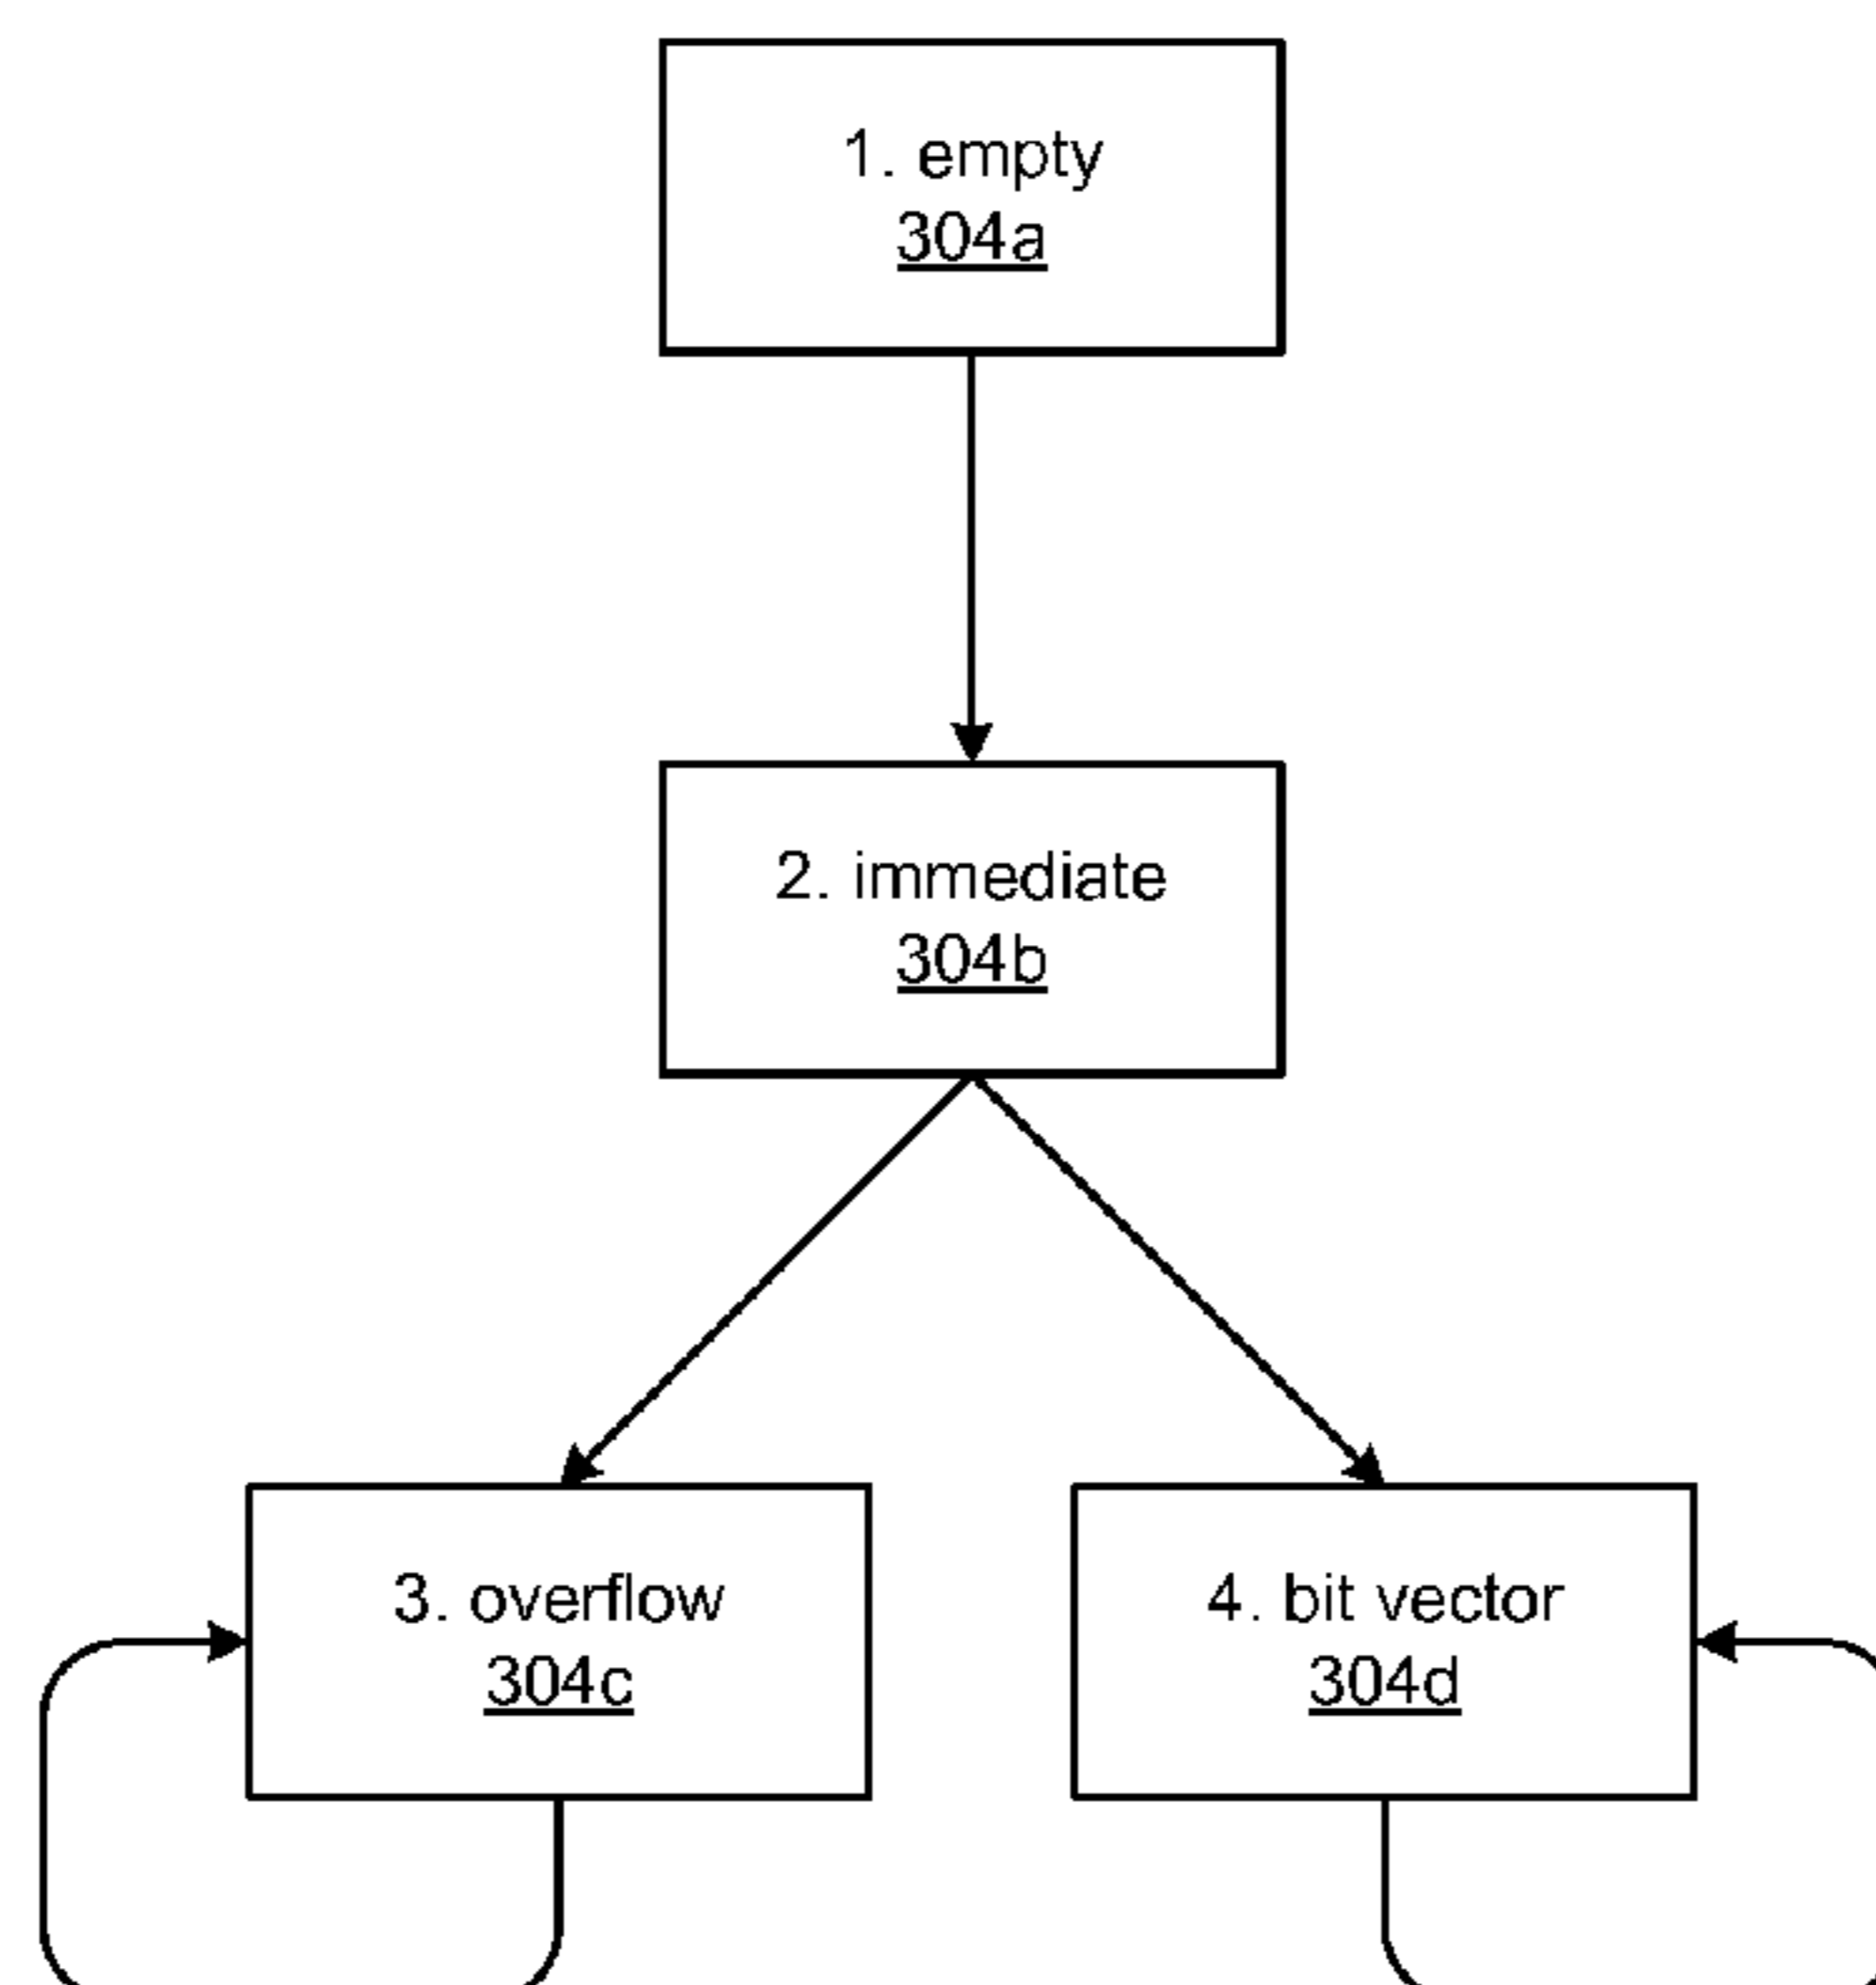 1. empty
304a
2. immediate
304b
3. overflow
304c
4. bit vector
304d